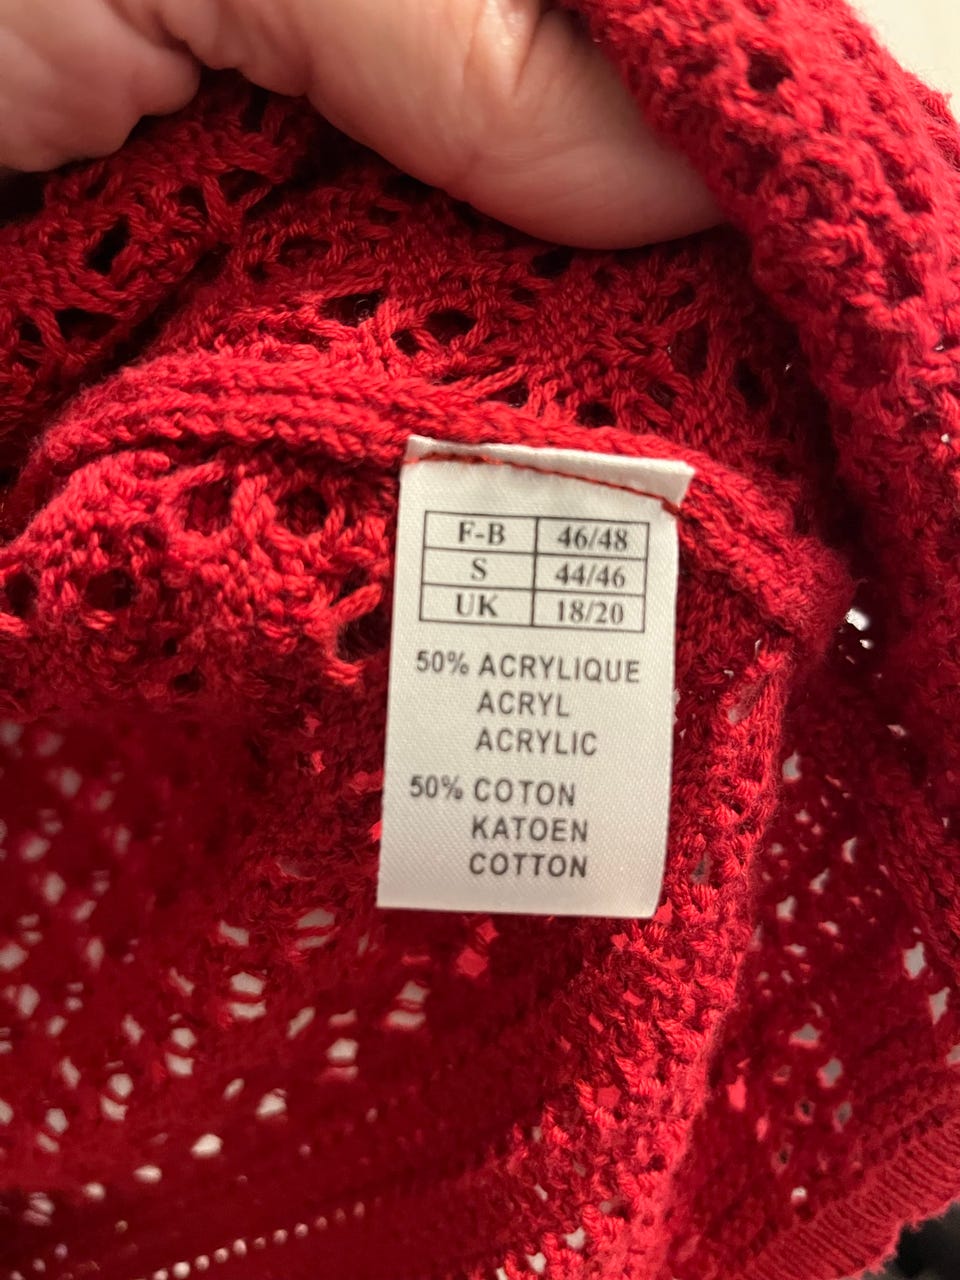 F-B 46/48
S 44/46
UK 18/20
50% ACRYLIQUE
ACRYL
ACRYLIC
50% COTON
KATOEN
COTTON